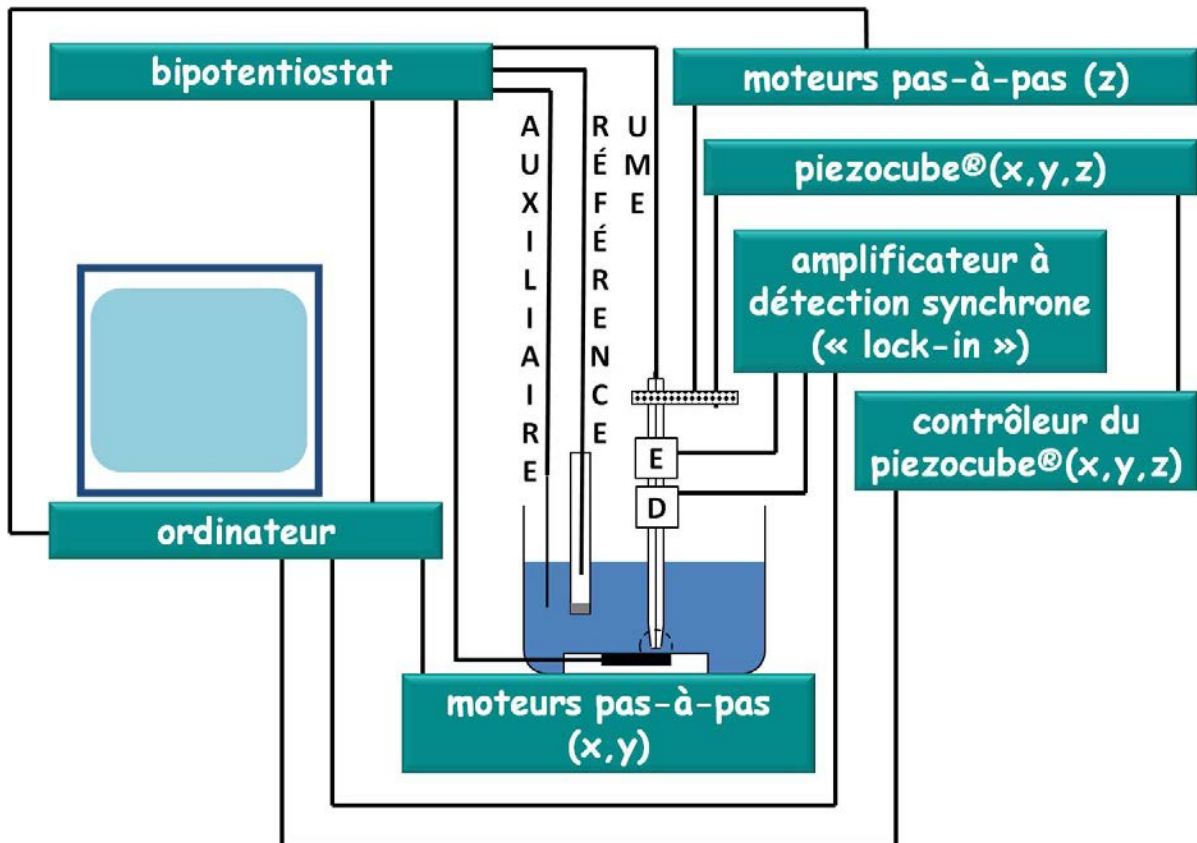 bipotentiostat
moteurs pas-à-pas (z)
piezocube®(x,y,z)
AUXILIAIRE
RÉFÉRENCE
UME
amplificateur à
détection synchrone
(« lock-in »)
contrôleur du
piezocube®(x,y,z)
E
D
ordinateur
moteurs pas-à-pas
(x,y)